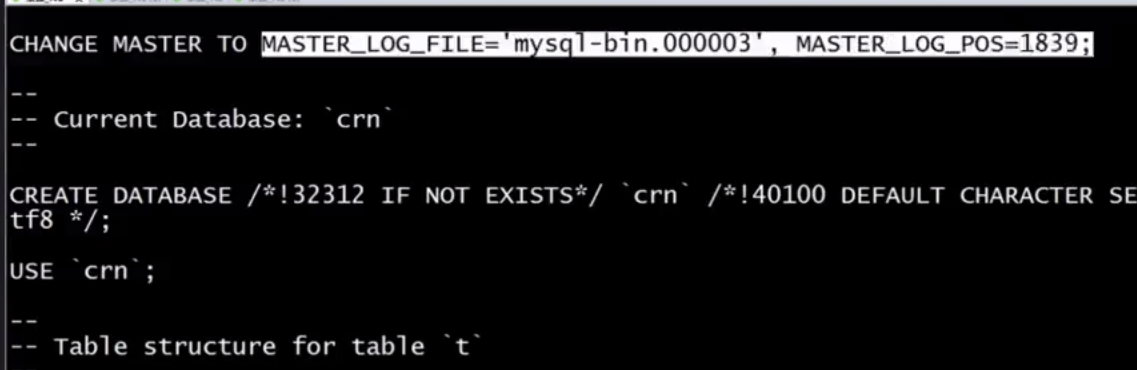 CHANGE MASTER TO MASTER_LOG_FILE='mysql-bin.000003', MASTER_LOG_POS=1839;
--
-- Current Database: `crn`
--
CREATE DATABASE /*!32312 IF NOT EXISTS*/ `crn` /*!40100 DEFAULT CHARACTER SE
tf8 */;
USE `crn`;
--
-- Table structure for table `t`